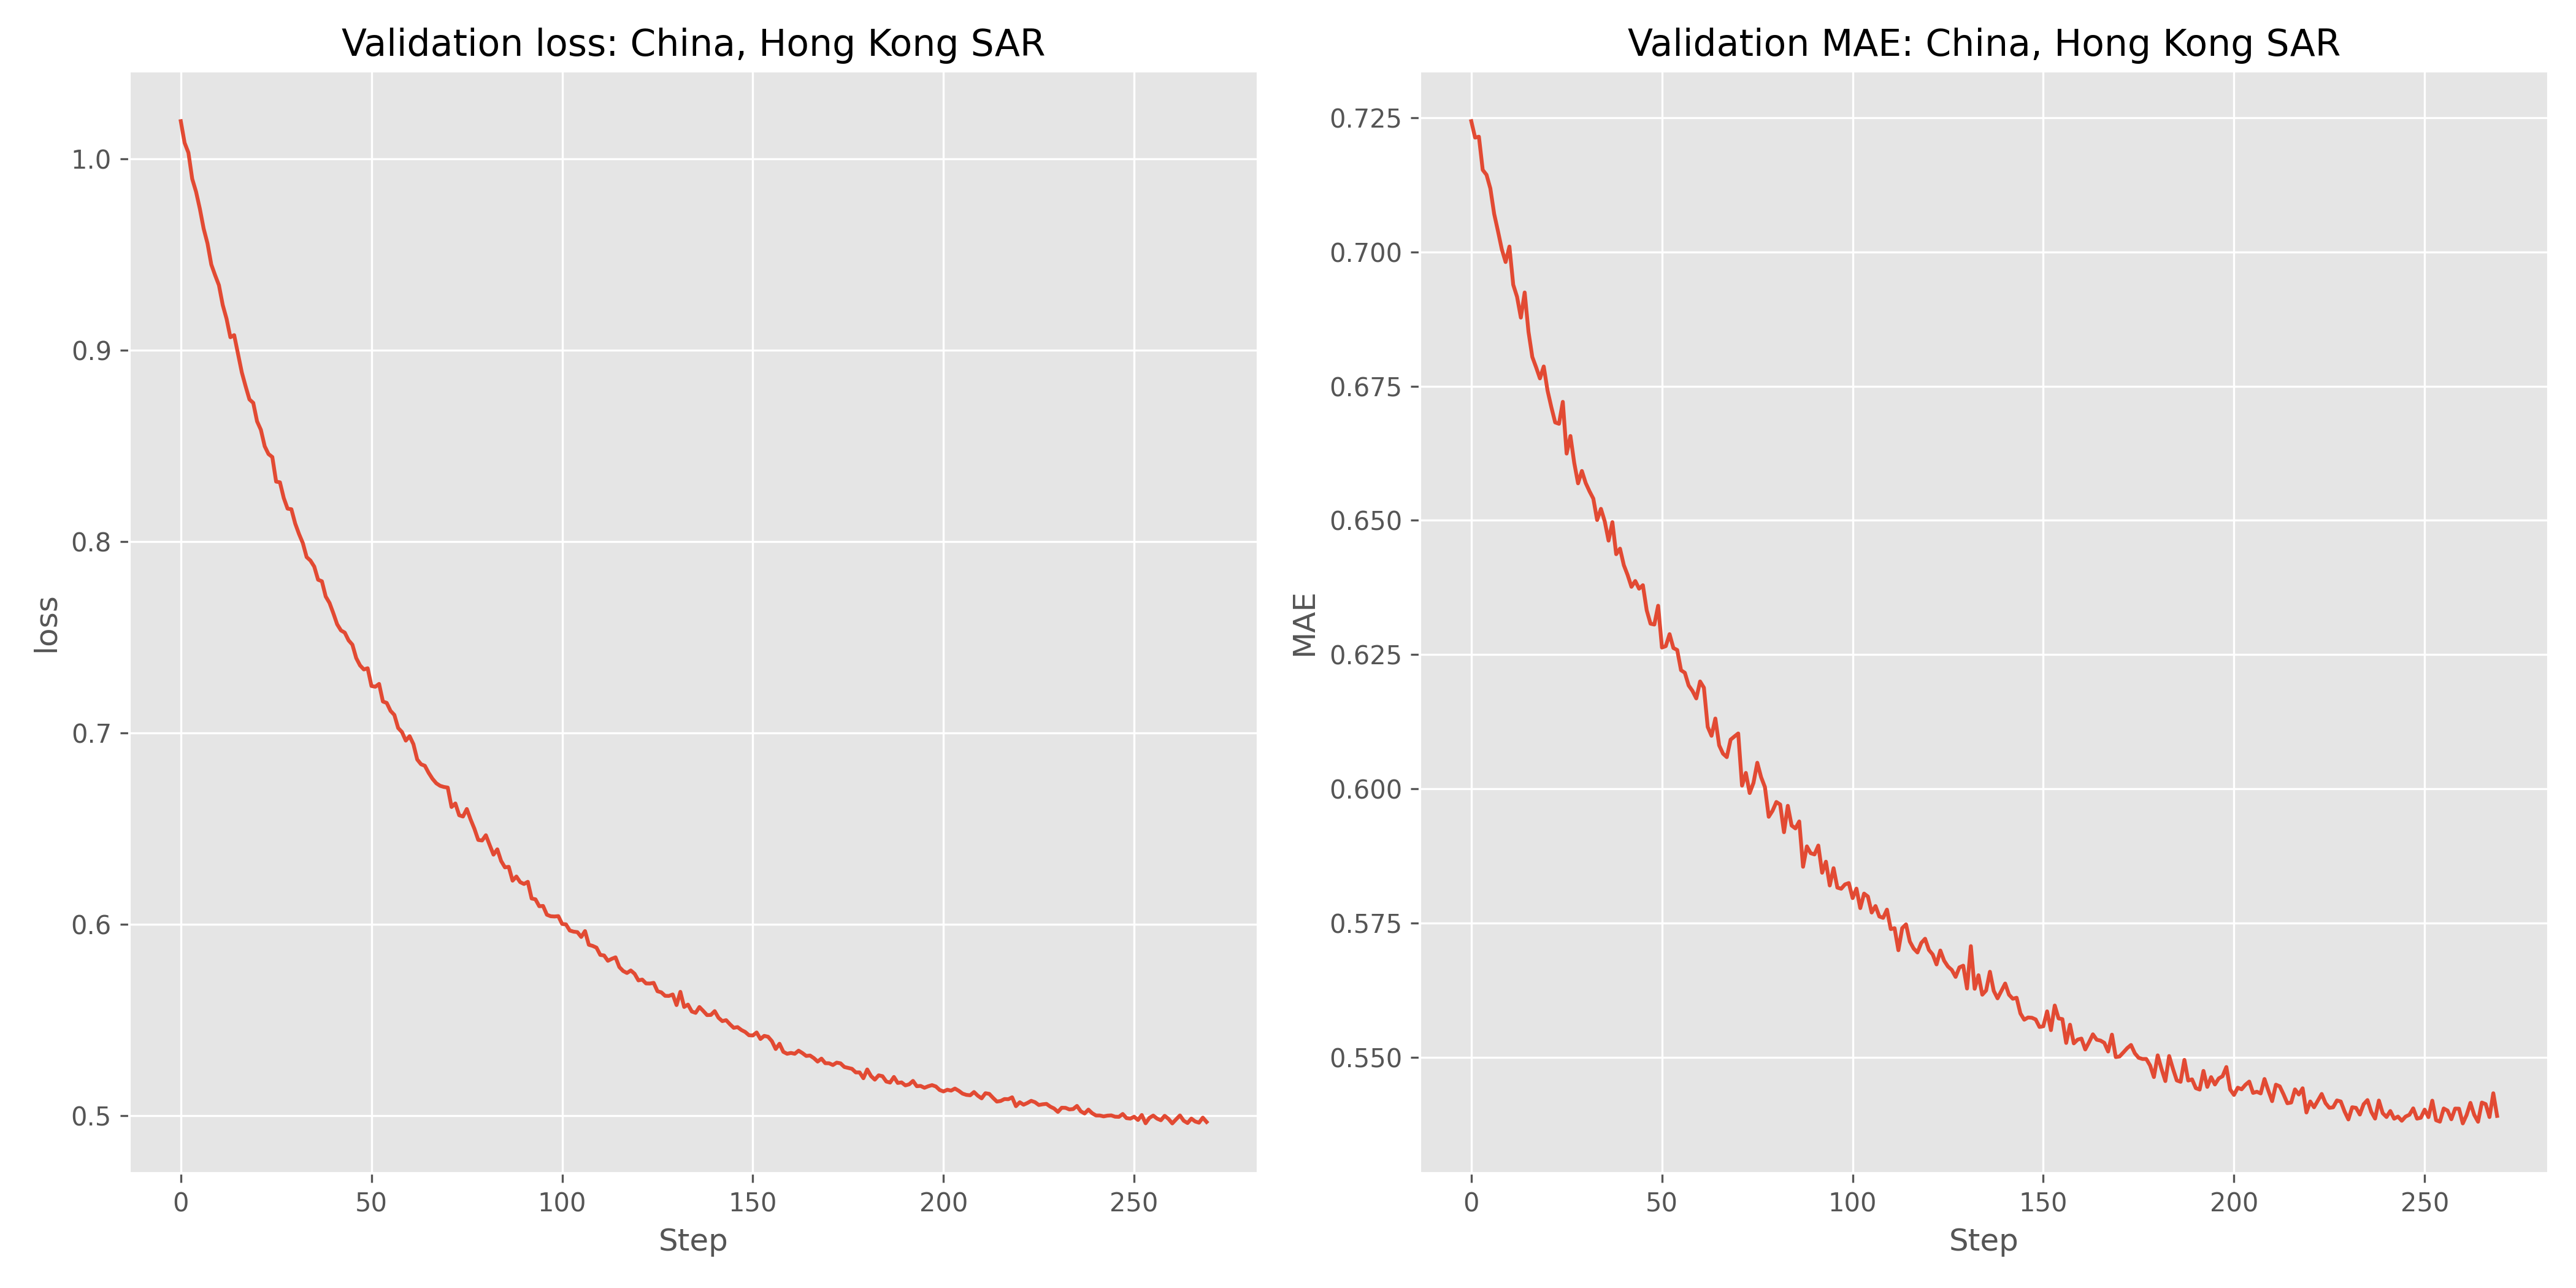 Validation loss: China, Hong Kong SAR
loss
1.0
0.9
0.8
0.7
0.6
0.5
0 50 100 150 200 250
Step
Validation MAE: China, Hong Kong SAR
MAE
0.725
0.700
0.675
0.650
0.625
0.600
0.575
0.550
0 50 100 150 200 250
Step